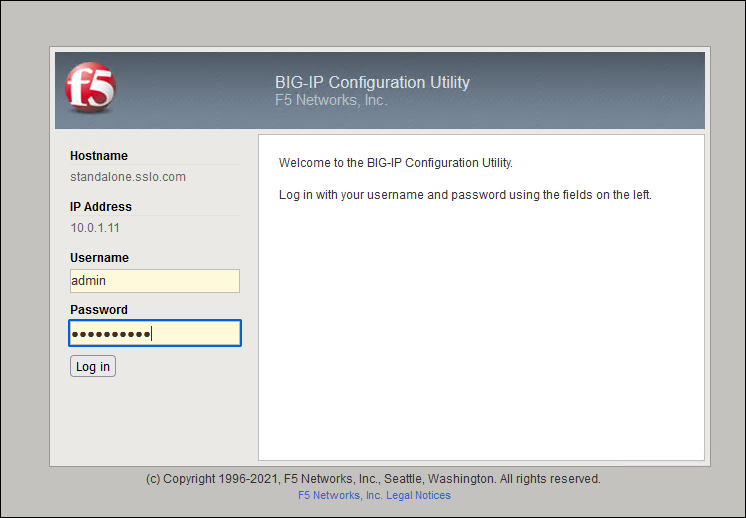 f5
BIG-IP Configuration Utility
F5 Networks, Inc.
Hostname
standalone.sslo.com
IP Address
10.0.1.11
Username
admin
Password
●●●●●●●●●●
Log in
Welcome to the BIG-IP Configuration Utility.
Log in with your username and password using the fields on the left.
(c) Copyright 1996-2021, F5 Networks, Inc., Seattle, Washington. All rights reserved.
F5 Networks, Inc. Legal Notices